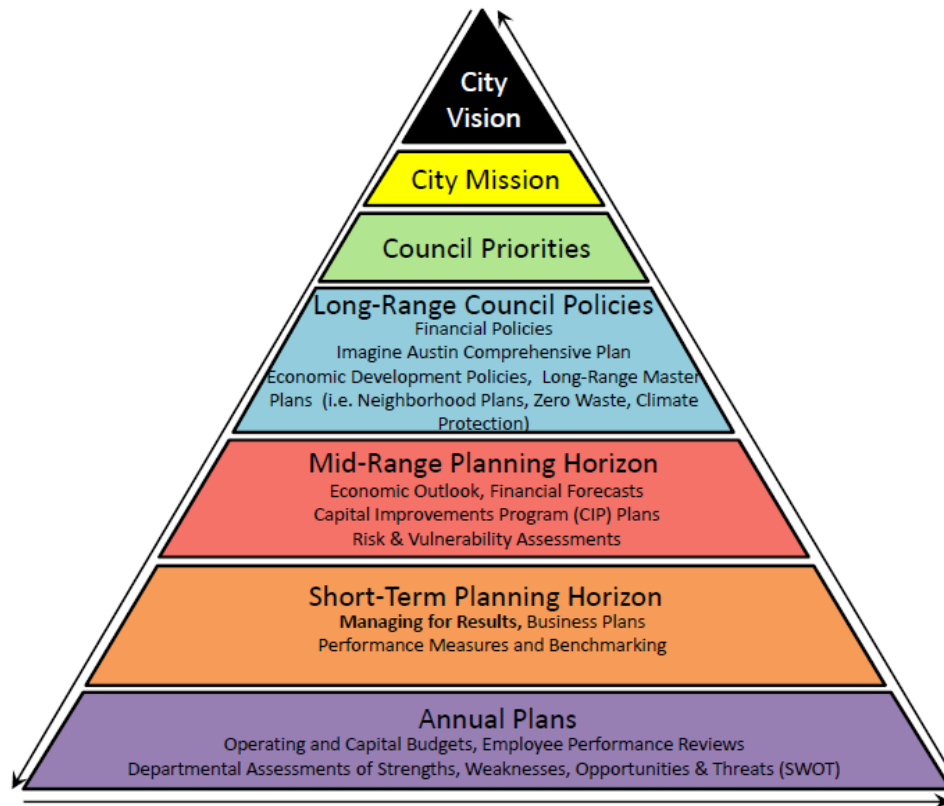 City
Vision
City Mission
Council Priorities
Long-Range Council Policies
Financial Policies
Imagine Austin Comprehensive Plan
Economic Development Policies, Long-Range Master
Plans (i.e. Neighborhood Plans, Zero Waste, Climate
Protection)
Mid-Range Planning Horizon
Economic Outlook, Financial Forecasts
Capital Improvements Program (CIP) Plans
Risk & Vulnerability Assessments
Short-Term Planning Horizon
Managing for Results, Business Plans
Performance Measures and Benchmarking
Annual Plans
Operating and Capital Budgets, Employee Performance Reviews
Departmental Assessments of Strengths, Weaknesses, Opportunities & Threats (SWOT)